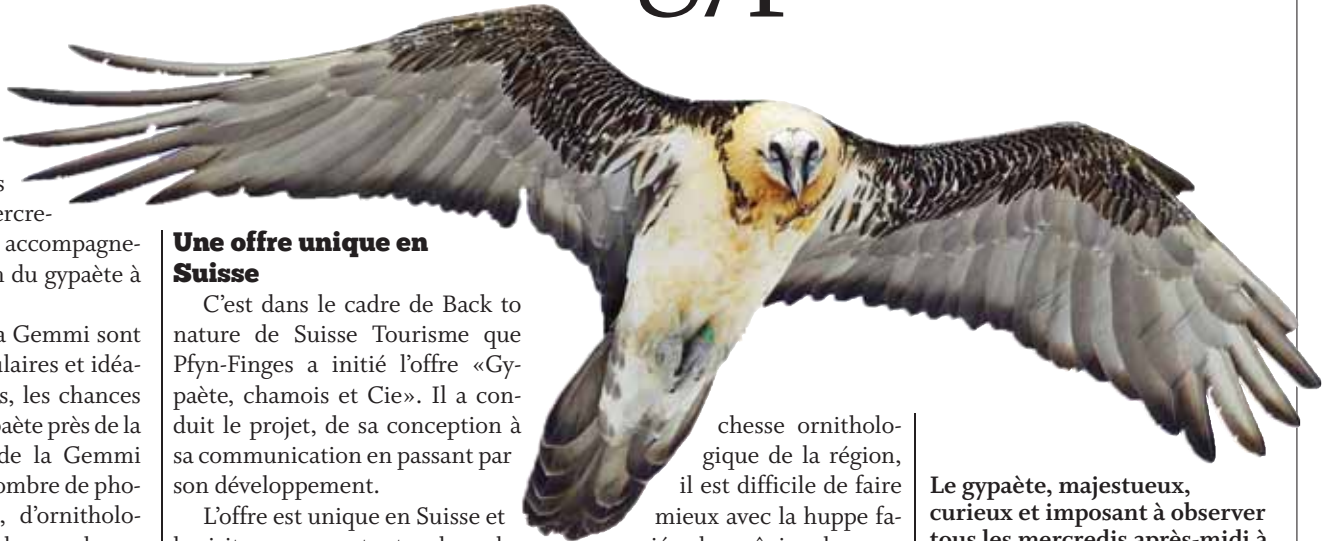 ercre-
accompagne-
du gypaète à
a Gemmi sont
laires et idéa-
s, les chances
aète près de la
de la Gemmi
ombre de pho-
, d'ornitholo-
Une offre unique en
Suisse
C'est dans le cadre de Back to
nature de Suisse Tourisme que
Pfyn-Finges a initié l'offre «Gy-
paète, chamois et Cie». Il a con-
duit le projet, de sa conception à
sa communication en passant par
son développement.
L'offre est unique en Suisse et
chesse ornitholo-
gique de la région,
il est difficile de faire
mieux avec la huppe fa-
Le gypaète, majestueux,
curieux et imposant à observer
tous les mercredis après-midi à